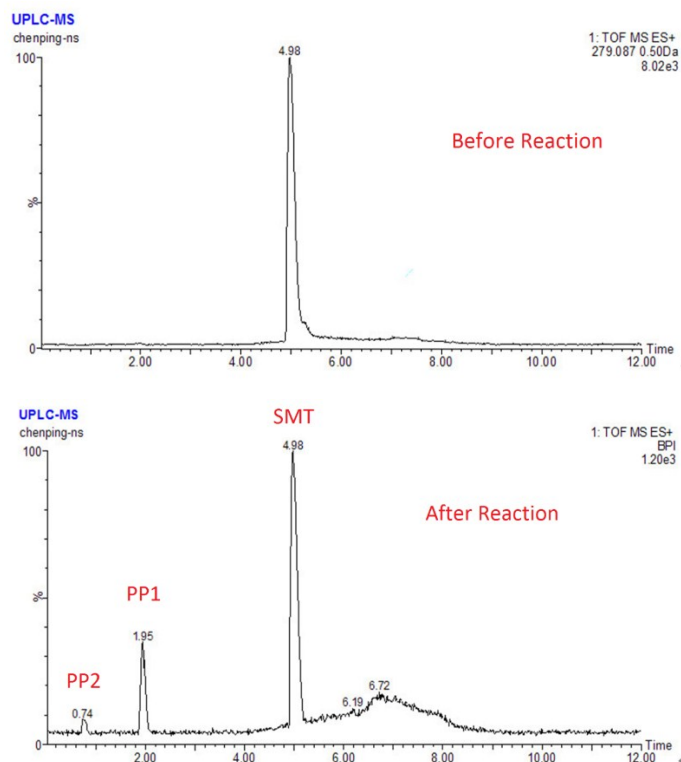 UPLC-MS
chenping-ns
1: TOF MS ES+
279.087 0.50Da
8.02e3
4.98
100
Before Reaction
%
0
2.00 4.00 6.00 8.00 10.00 12.00
Time
UPLC-MS
chenping-ns
SMT
1: TOF MS ES+
BPI
1.20e3
4.98
100
After Reaction
%
PP1
1.95
PP2
0.74
6.19
6.72
0
2.00 4.00 6.00 8.00 10.00 12.00
Time